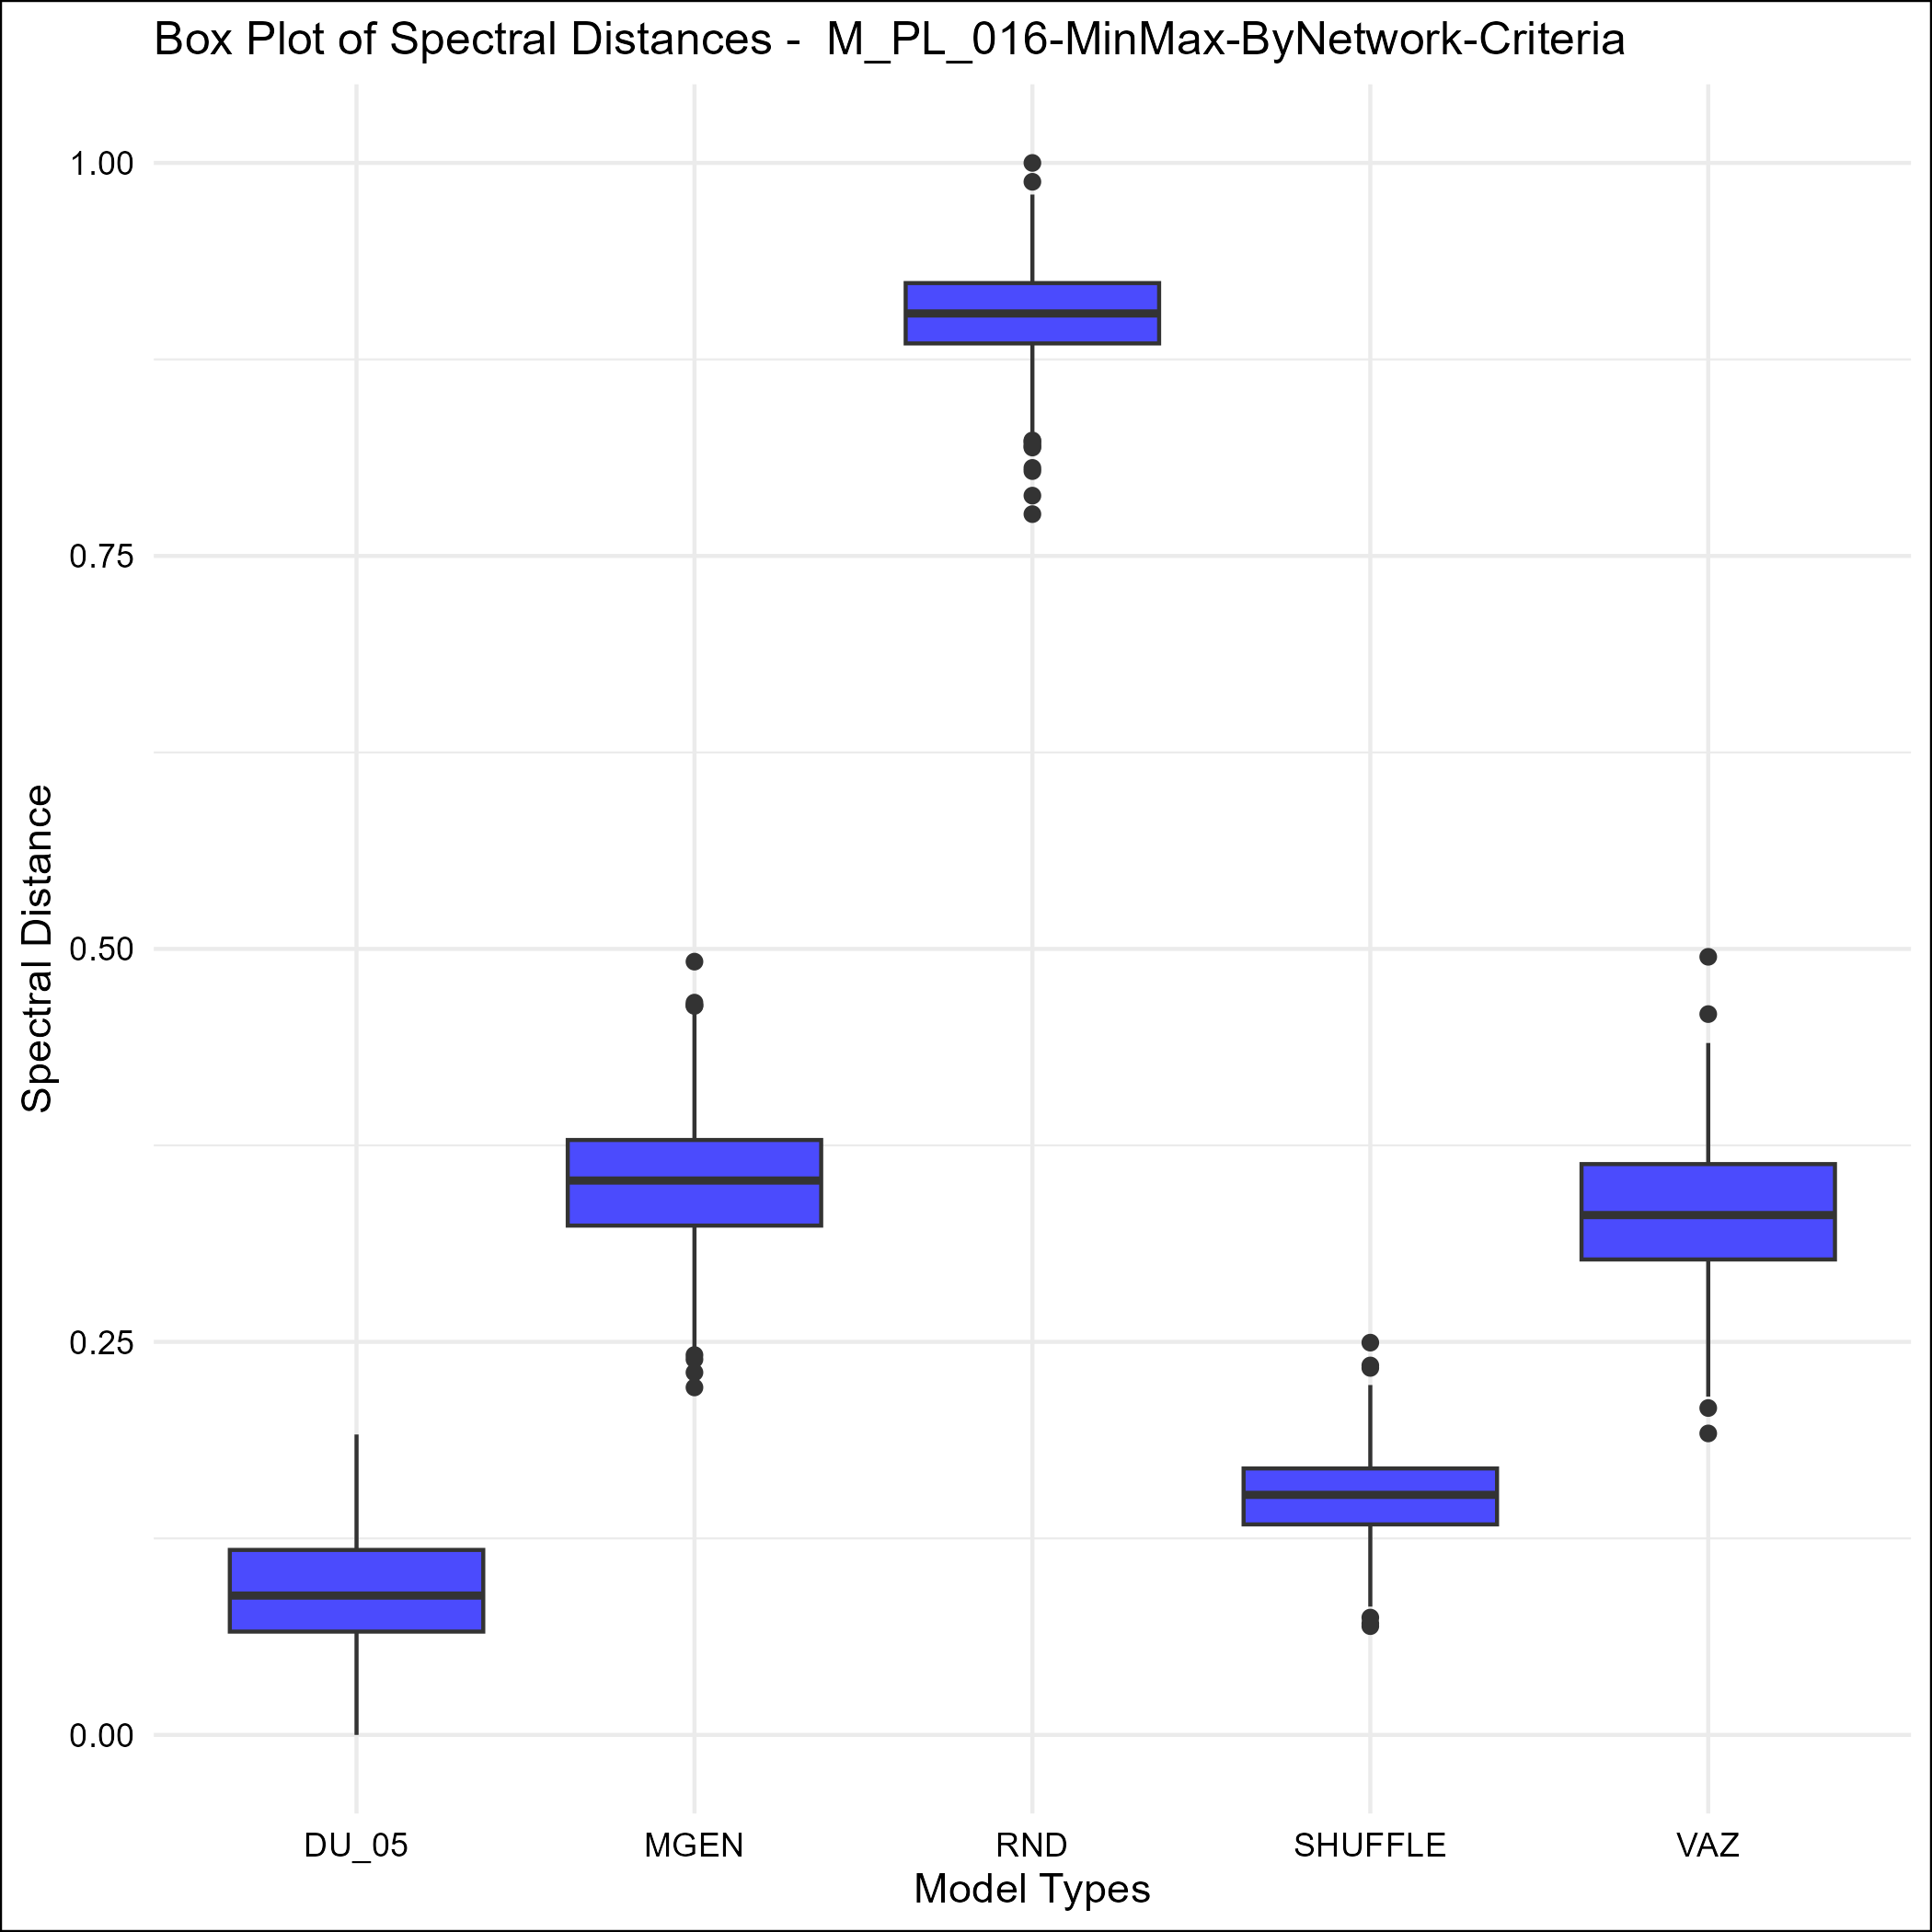 Box Plot of Spectral Distances -  M_PL_016-MinMax-ByNetwork-Criteria
Spectral Distance
1.00
0.75
0.50
0.25
0.00
DU_05 MGEN RND SHUFFLE VAZ
Model Types